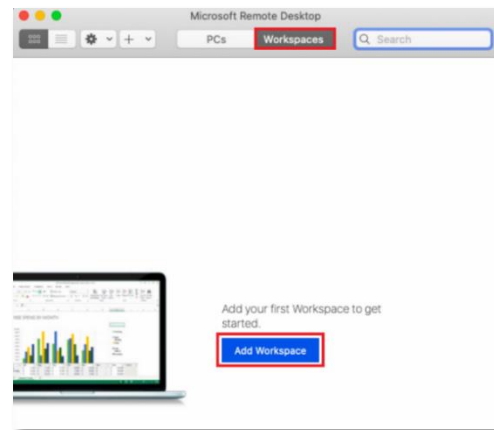 Microsoft Remote Desktop
PCs
Workspaces
Search
Add your first Workspace to get
started.
Add Workspace